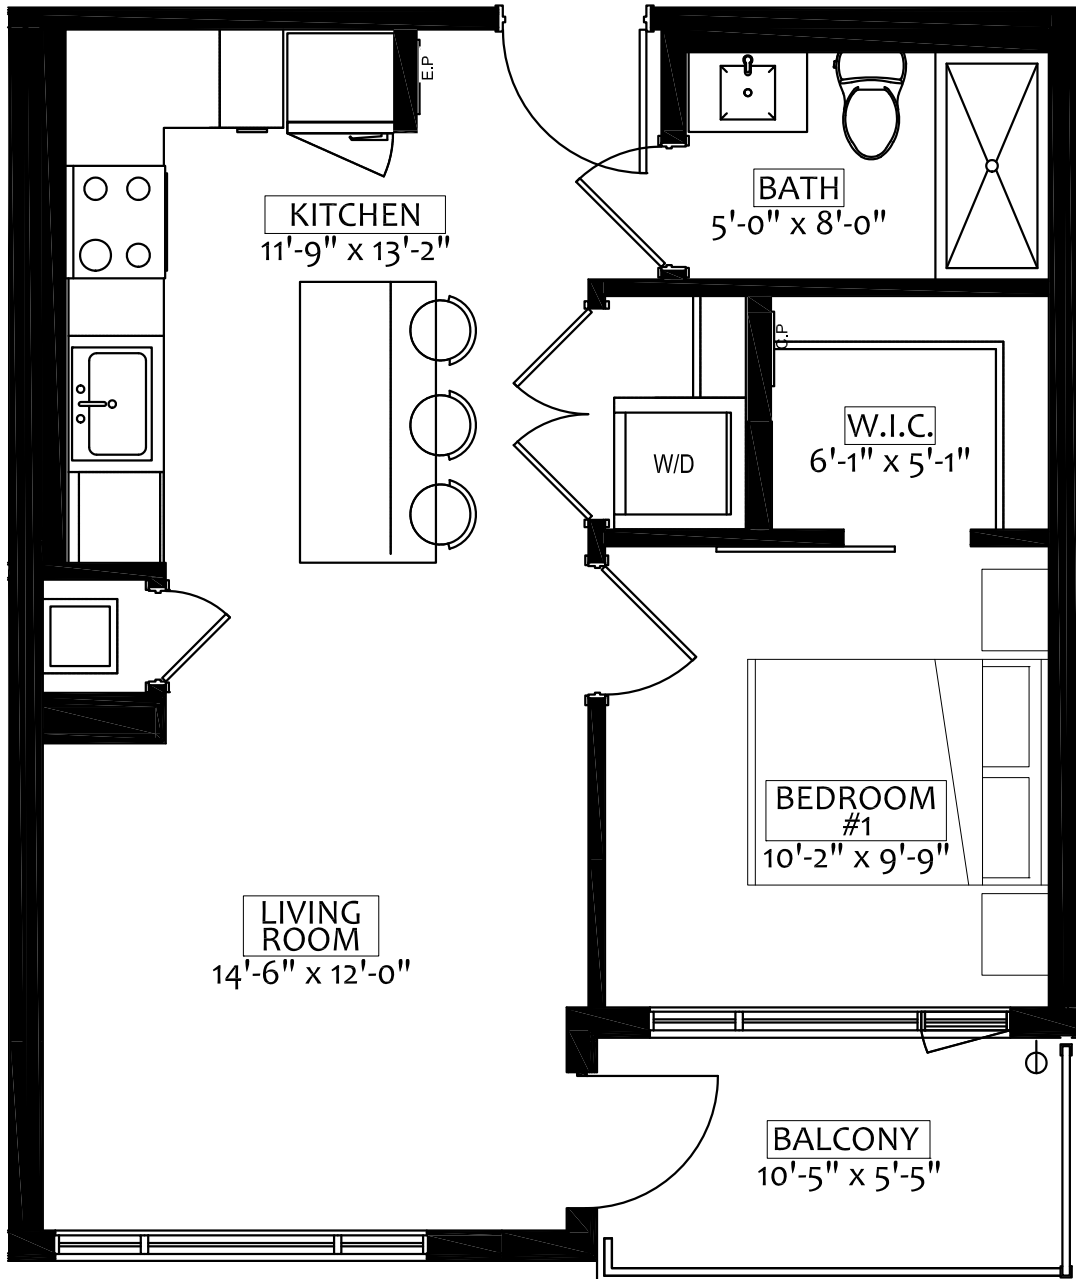 E.P
KITCHEN
11'-9" x 13'-2"
BATH
5'-0" x 8'-0"
C.P
W.I.C.
6'-1" x 5'-1"
W/D
BEDROOM
#1
10'-2" x 9'-9"
LIVING
ROOM
14'-6" x 12'-0"
BALCONY
10'-5" x 5'-5"